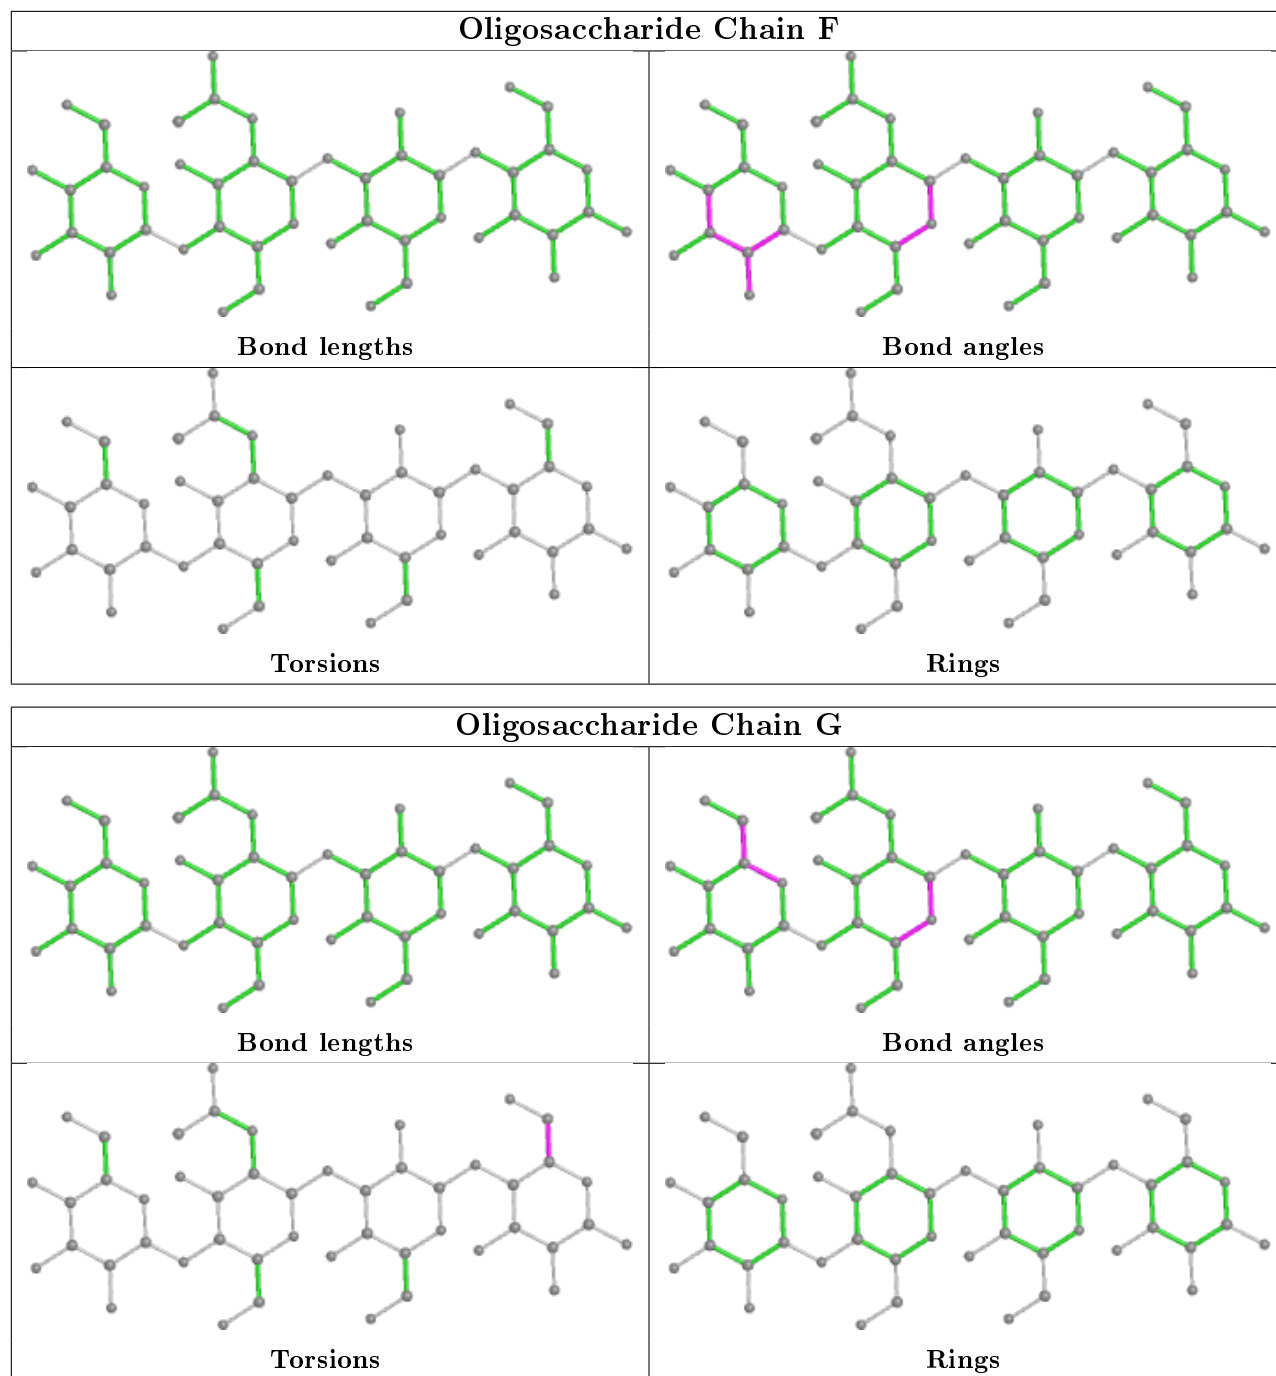 Oligosaccharide Chain F
Bond lengths
Bond angles
Torsions
Rings
Oligosaccharide Chain G
Bond lengths
Bond angles
Torsions
Rings